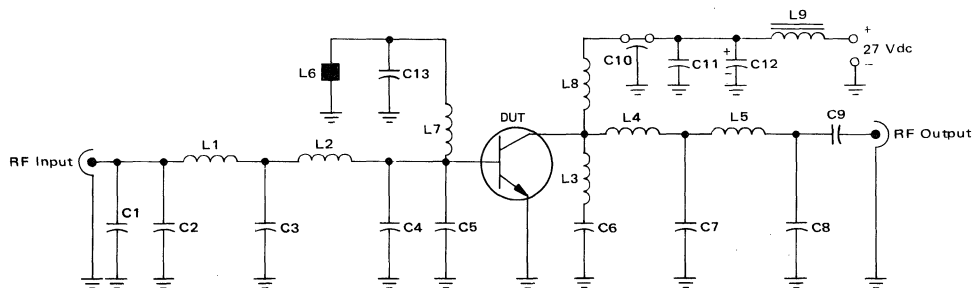 L9
+
27 Vdc
–
L6
C13
C10
C11
+
–
C12
L8
L7
DUT
L4
L5
C9
RF Output
RF Input
L1
L2
L3
C1
C2
C3
C4
C5
C6
C7
C8